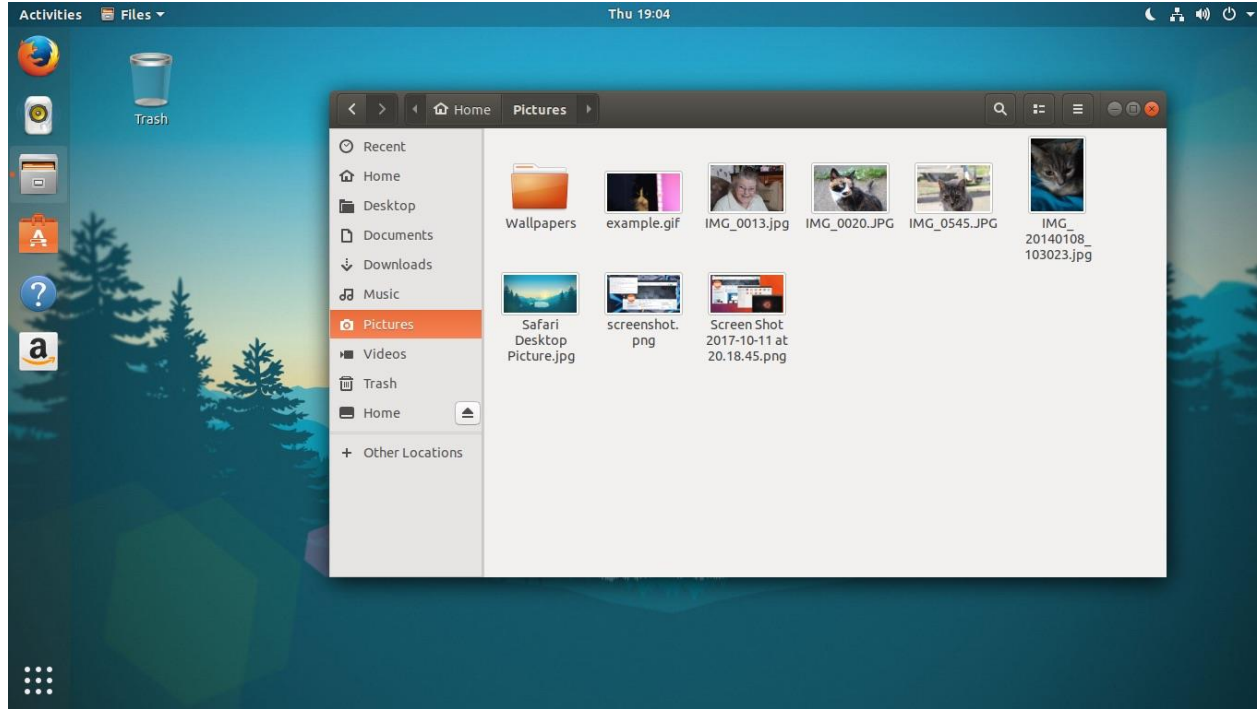 Activities Files Thu 19:04
Trash
Home Pictures
Recent
Home
Desktop
Documents
Downloads
Music
Pictures
Videos
Trash
Home
Other Locations
Wallpapers
example.gif
IMG_0013.jpg
IMG_0020.JPG
IMG_0545.JPG
IMG_
20140108_
103023.jpg
Safari
Desktop
Picture.jpg
screenshot.
png
Screen Shot
2017-10-11 at
20.18.45.png
A
?
a